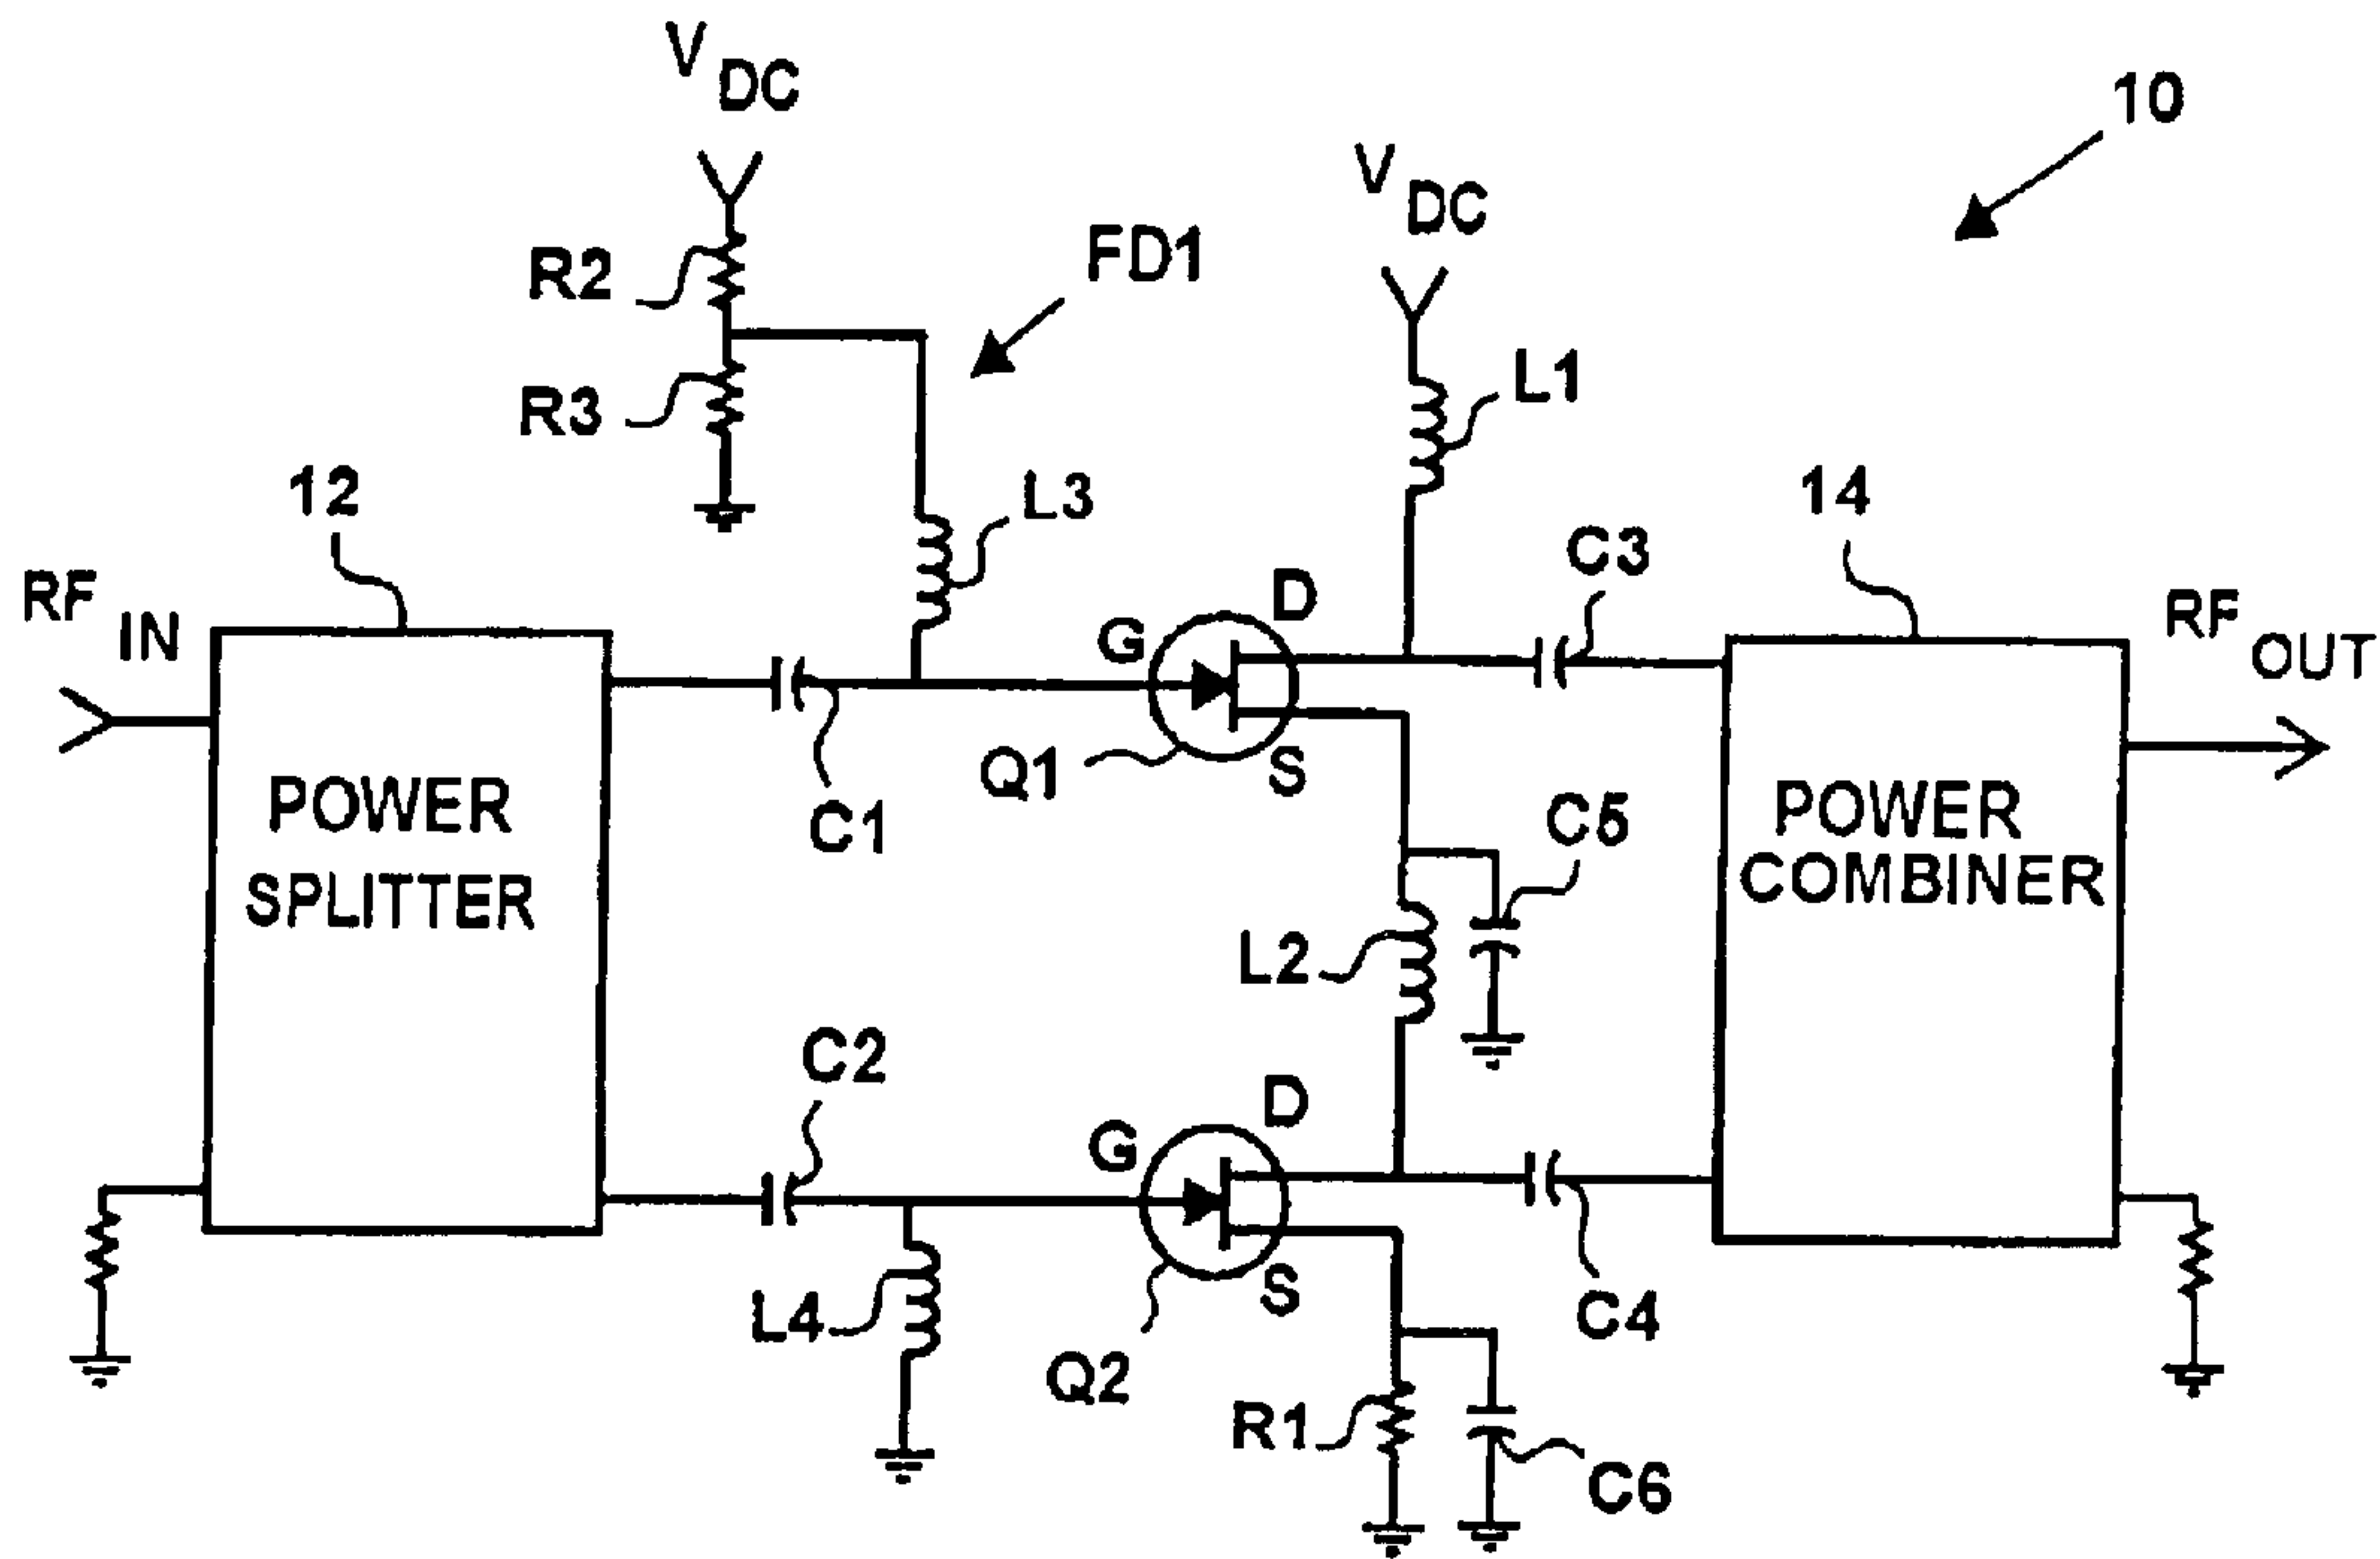 V DC
10
V DC
R2
FD1
L1
R3
12
L3
14
C3
RF IN
D
RF OUT
G
Q1
S
C1
POWER
SPLITTER
C5
POWER
COMBINER
L2
C2
D
G
L4
S
C4
Q2
R1
C6